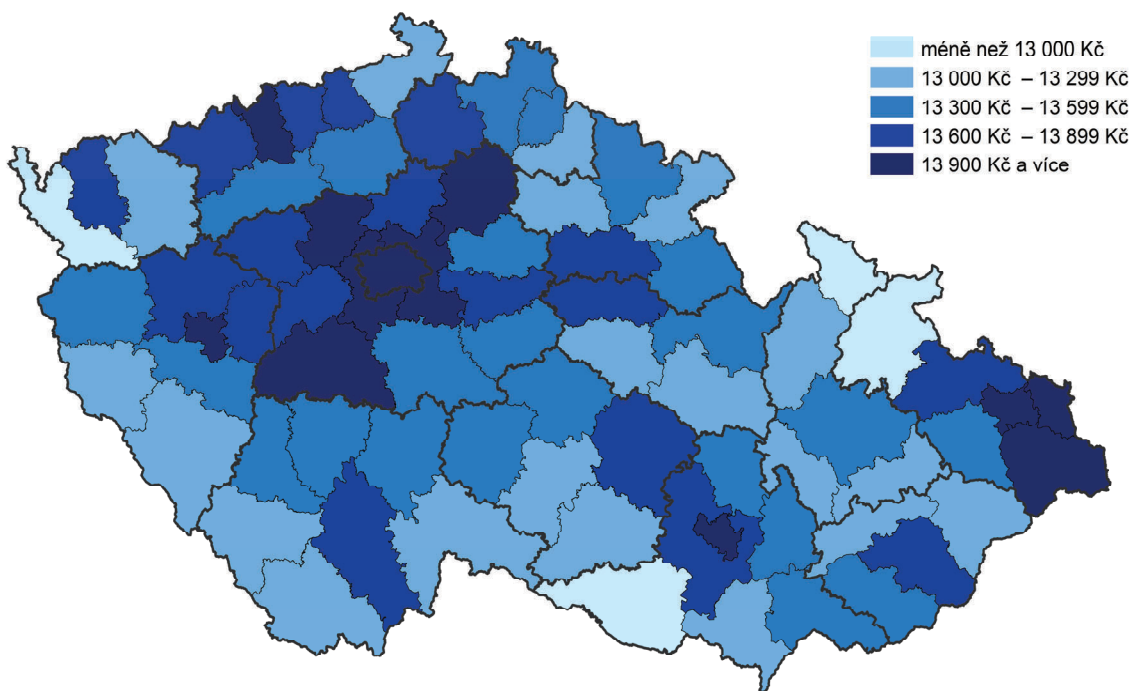 méně než 13 000 Kč
13 000 Kč – 13 299 Kč
13 300 Kč – 13 599 Kč
13 600 Kč – 13 899 Kč
13 900 Kč a více